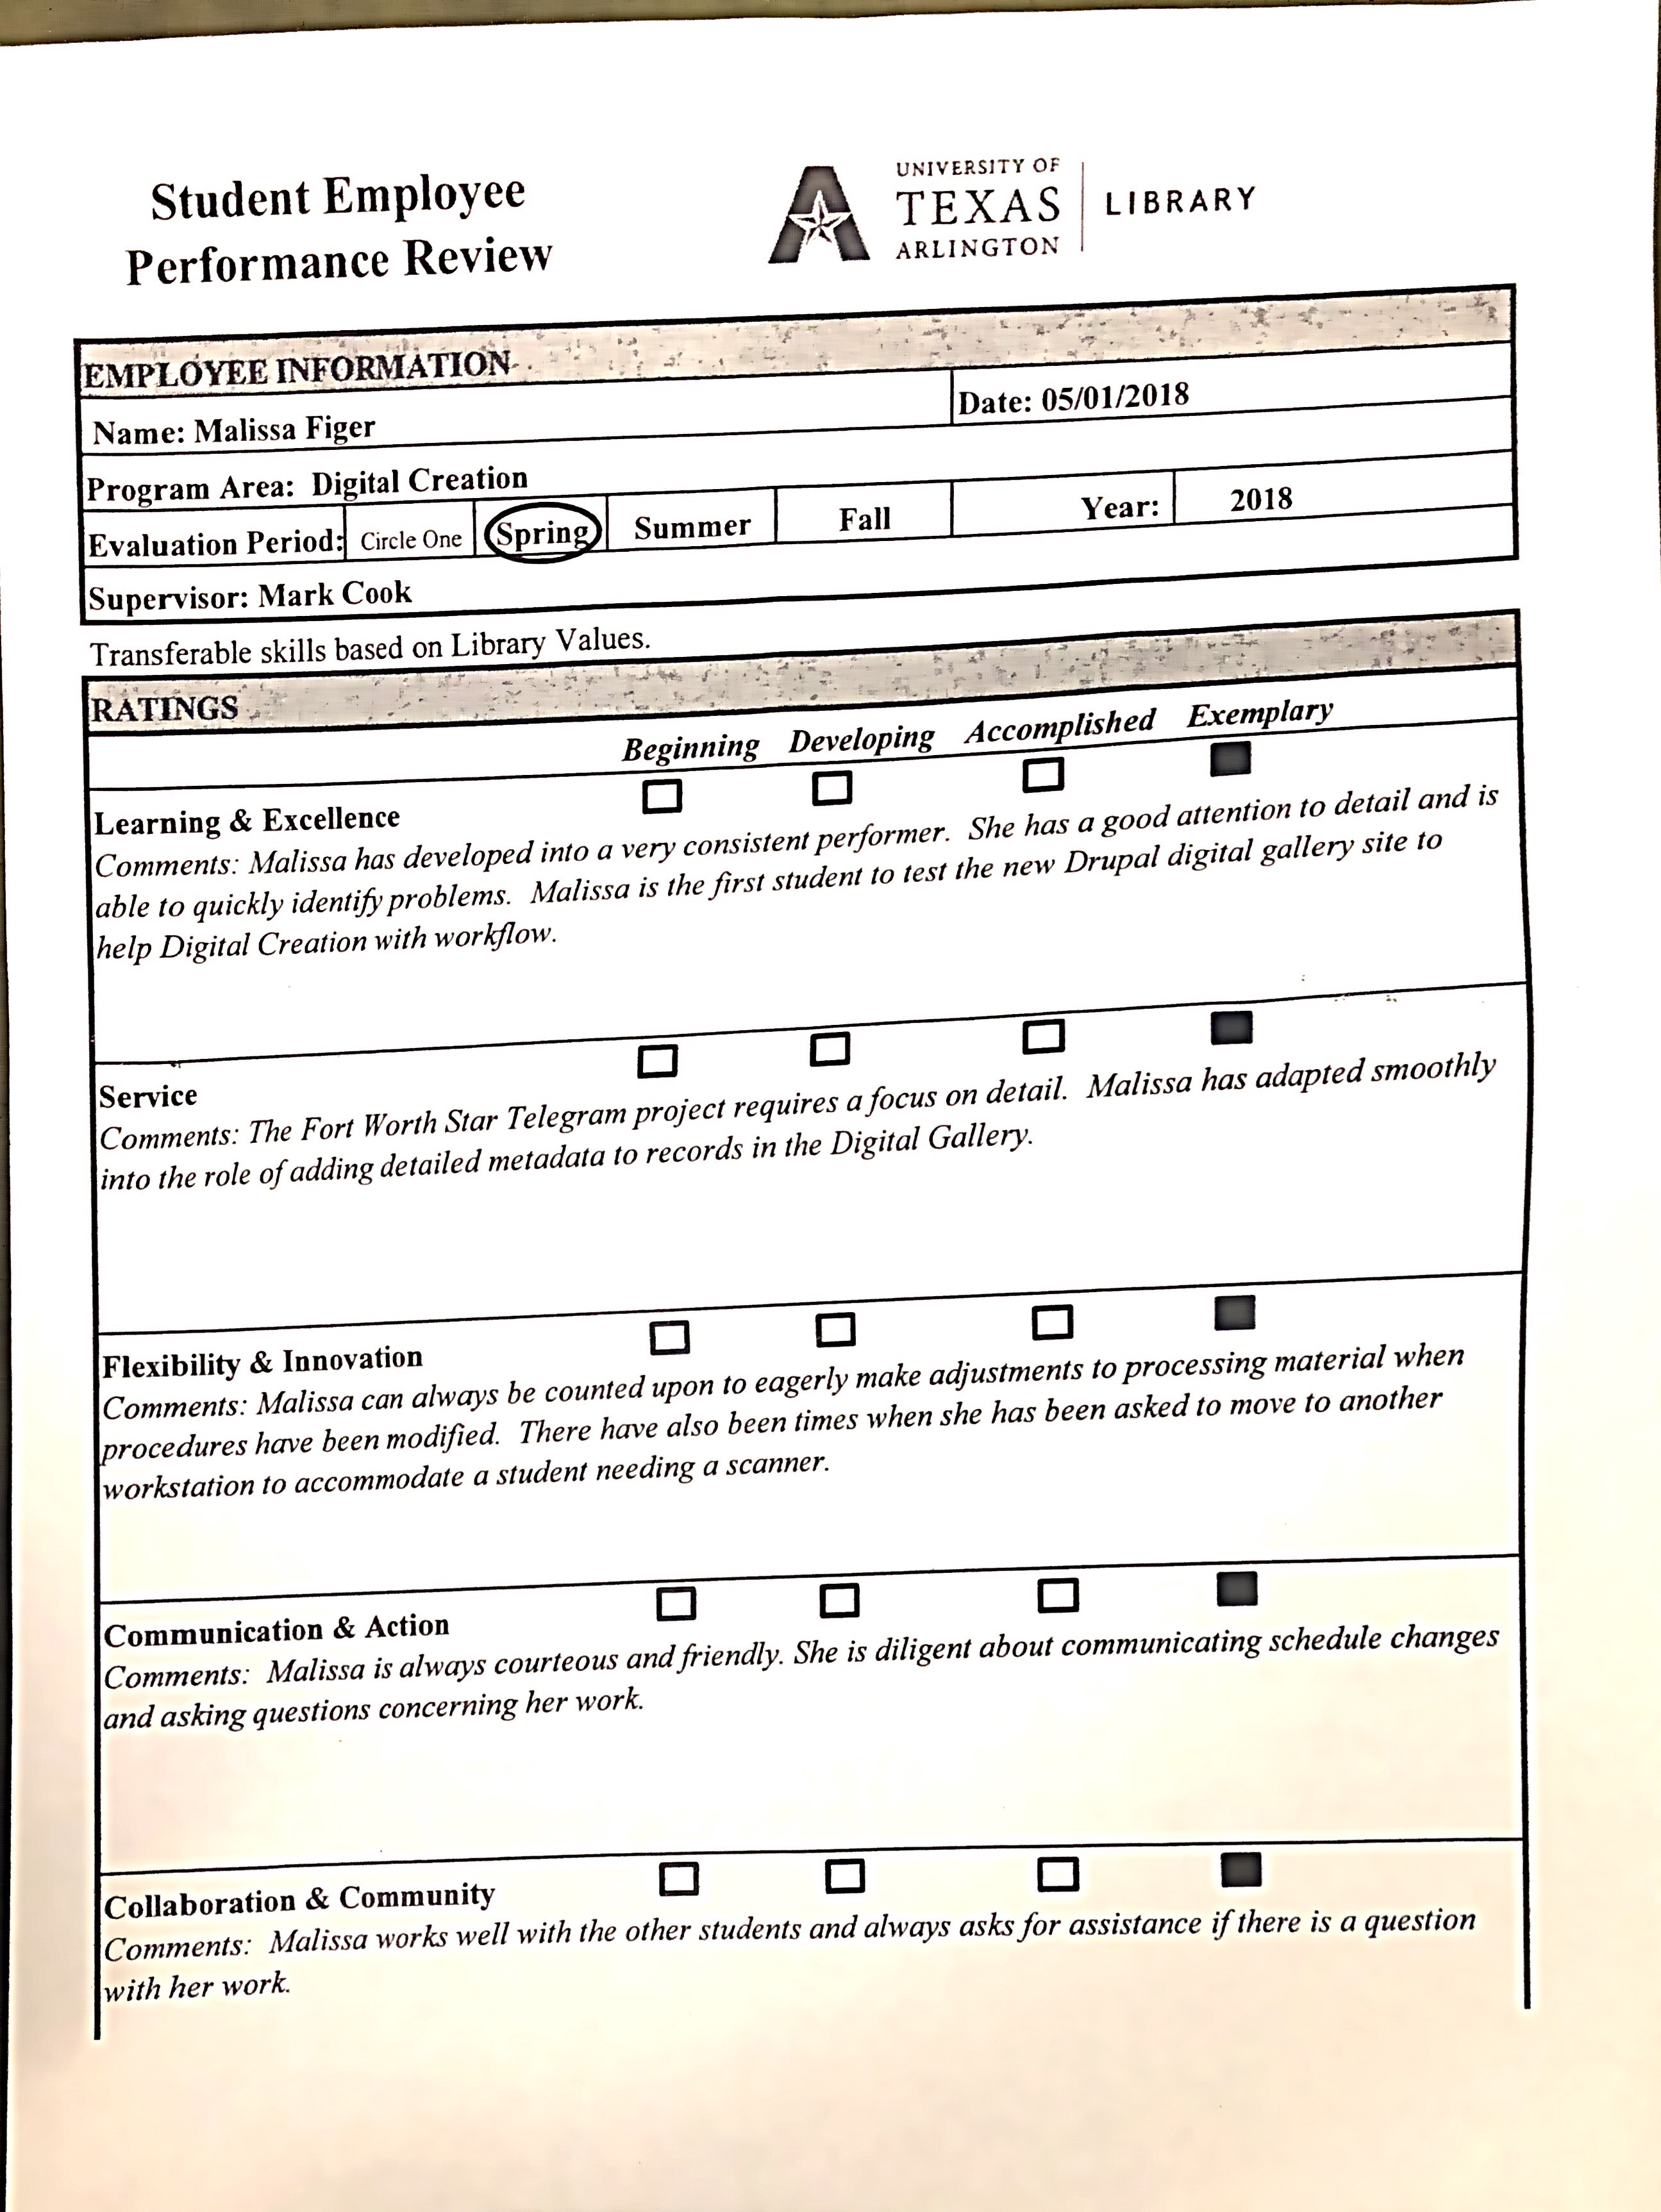 Student Employee
Performance Review
UNIVERSITY OF
TEXAS
ARLINGTON
LIBRARY
EMPLOYEE INFORMATION
Name: Malissa Figer Date: 05/01/2018
Program Area: Digital Creation
Evaluation Period: Circle One Spring Summer Fall Year: 2018
Supervisor: Mark Cook
Transferable skills based on Library Values.
RATINGS
Beginning Developing Accomplished Exemplary
Learning & Excellence
Comments: Malissa has developed into a very consistent performer. She has a good attention to detail and is
able to quickly identify problems. Malissa is the first student to test the new Drupal digital gallery site to
help Digital Creation with workflow.
Service
Comments: The Fort Worth Star Telegram project requires a focus on detail. Malissa has adapted smoothly
into the role of adding detailed metadata to records in the Digital Gallery.
Flexibility & Innovation
Comments: Malissa can always be counted upon to eagerly make adjustments to processing material when
procedures have been modified. There have also been times when she has been asked to move to another
workstation to accommodate a student needing a scanner.
Communication & Action
Comments: Malissa is always courteous and friendly. She is diligent about communicating schedule changes
and asking questions concerning her work.
Collaboration & Community
Comments: Malissa works well with the other students and always asks for assistance if there is a question
with her work.